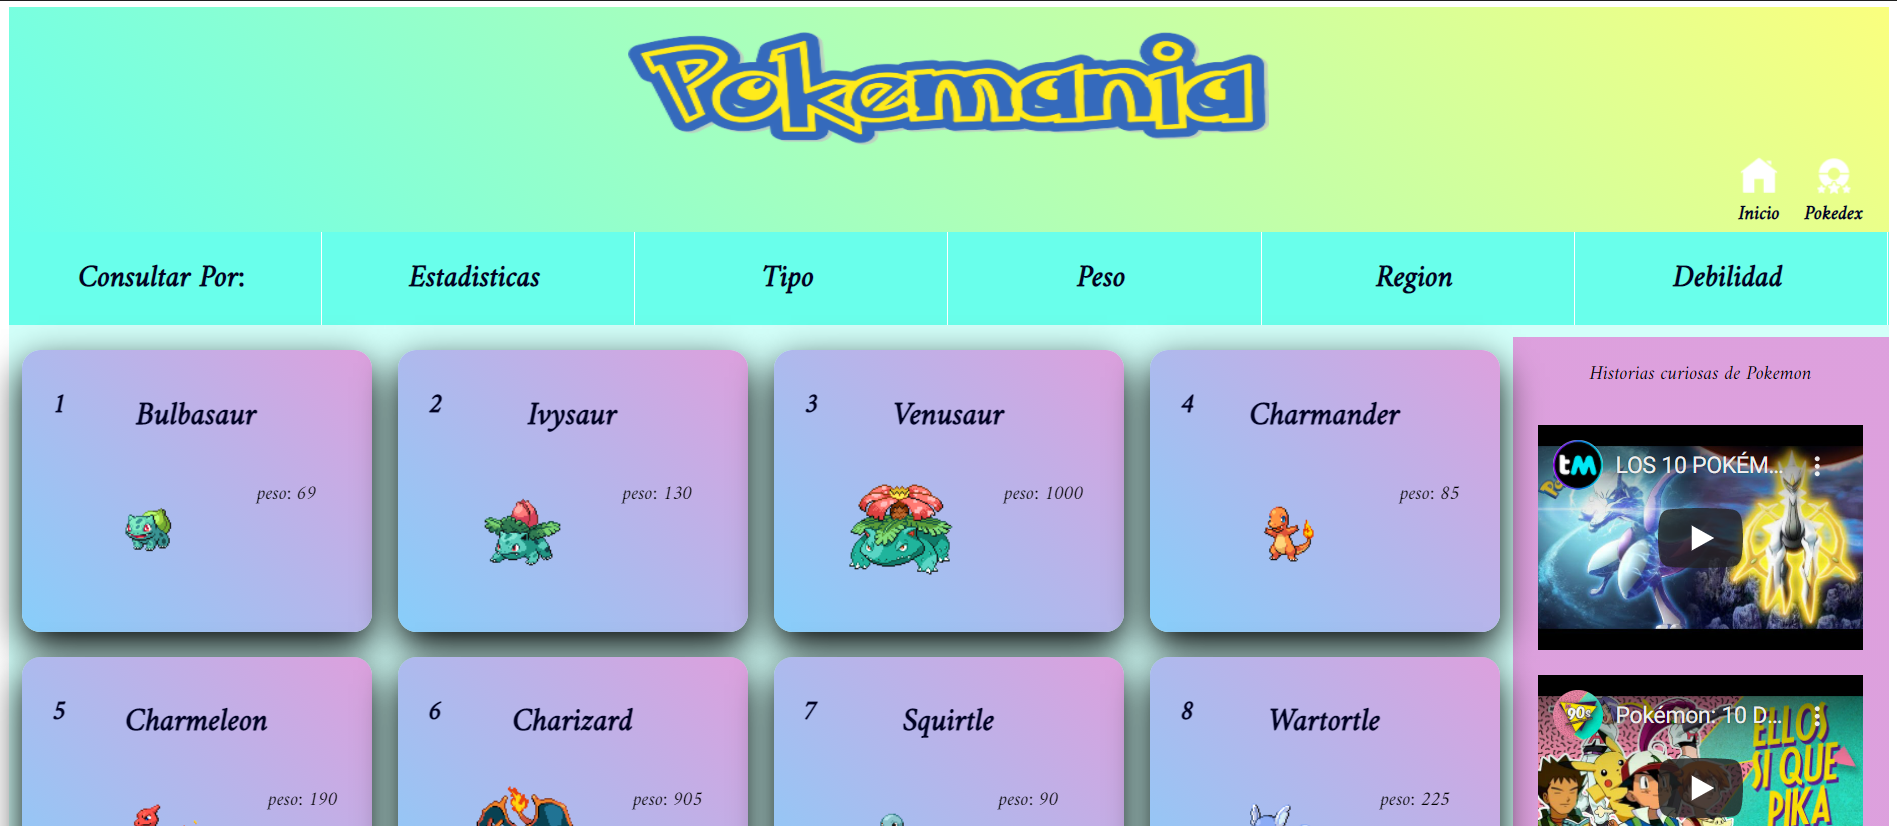 Pokemania
Inicio
Pokedex
Consultar Por:
Estadisticas
Tipo
Peso
Region
Debilidad
1
Bulbasaur
peso: 69
2
Ivysaur
peso: 130
3
Venusaur
peso: 1000
4
Charmander
peso: 85
Historias curiosas de Pokemon
tM
LOS 10 POKÉM...
5
Charmeleon
peso: 190
6
Charizard
peso: 905
7
Squirtle
peso: 90
8
Wartortle
peso: 225
90s
Pokémon: 10 D...
ELLOS
SI QUE
PIKA